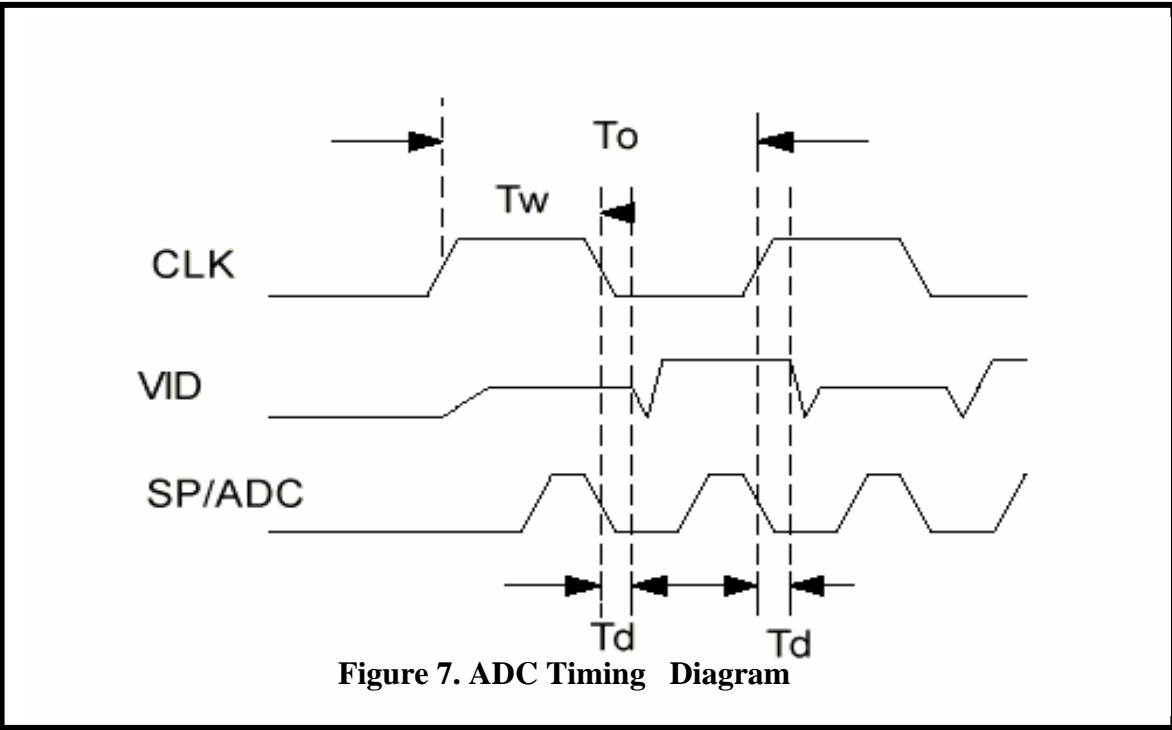 To
Tw
CLK
VID
SP/ADC
Td
Td
Figure 7. ADC Timing Diagram